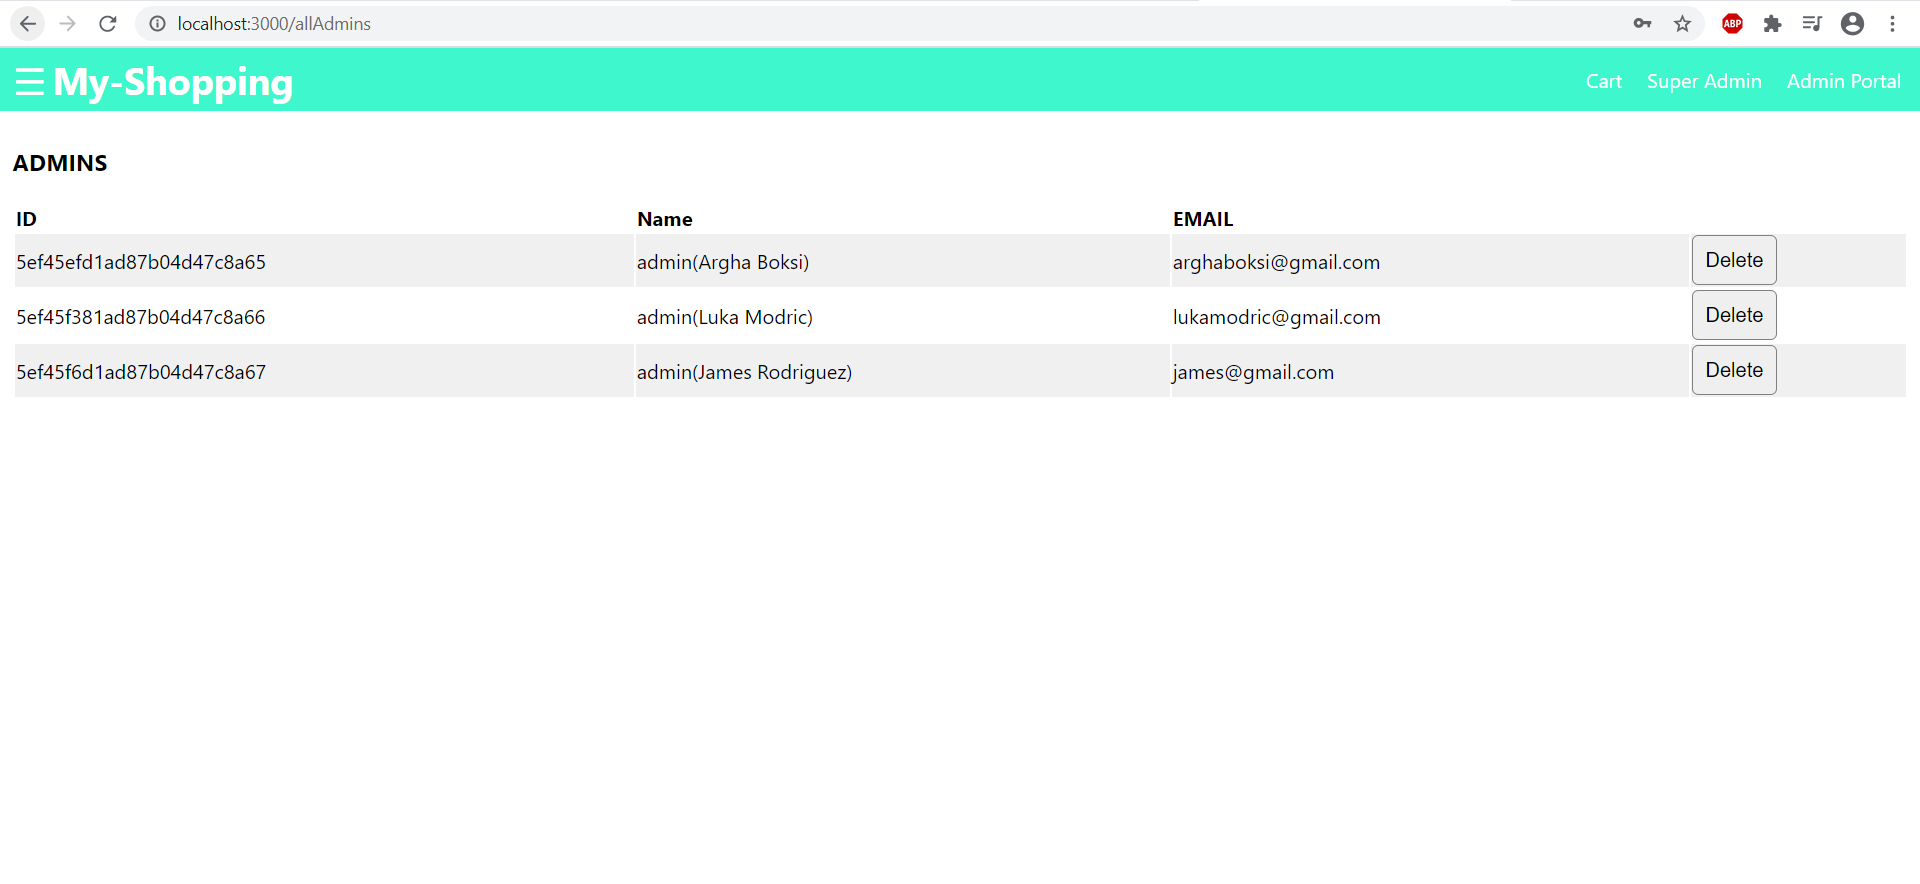 localhost:3000/allAdmins
ABP
☰ My-Shopping Cart Super Admin Admin Portal
ADMINS
ID Name EMAIL
5ef45efd1ad87b04d47c8a65 admin(Argha Boksi) arghaboksi@gmail.com Delete
5ef45f381ad87b04d47c8a66 admin(Luka Modric) lukamodric@gmail.com Delete
5ef45f6d1ad87b04d47c8a67 admin(James Rodriguez) james@gmail.com Delete